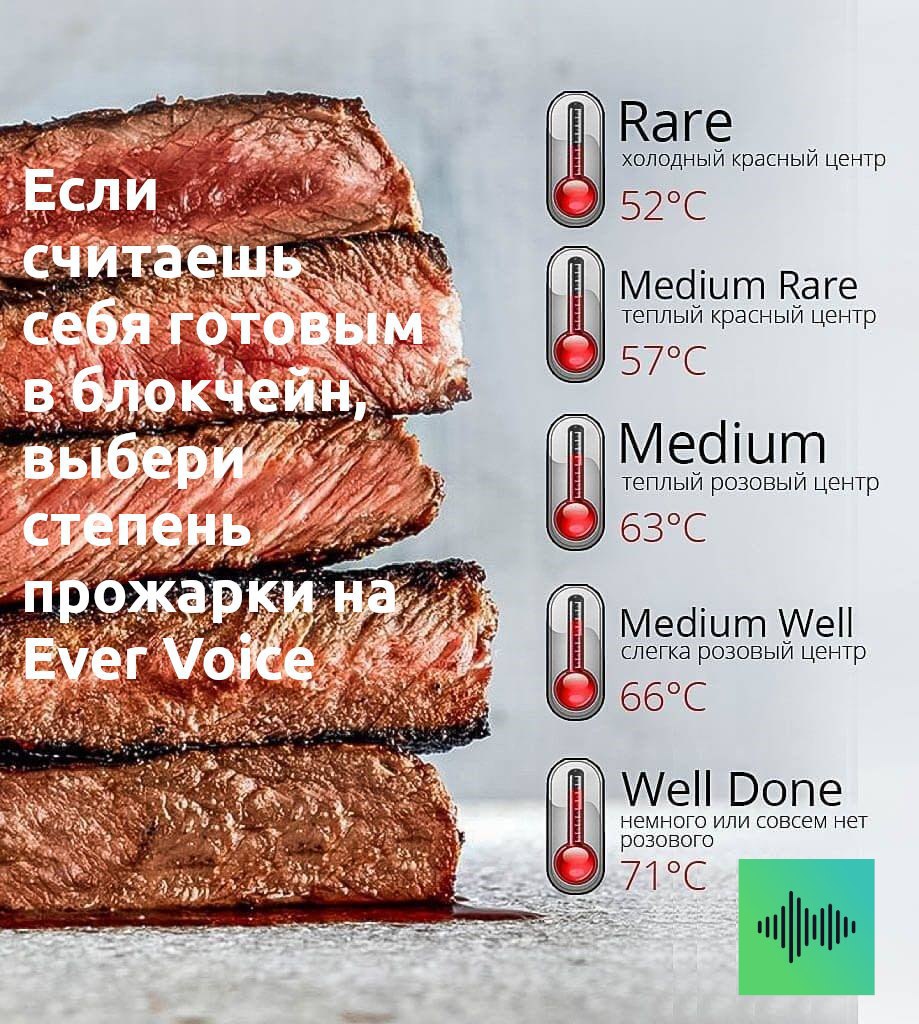 Если
считаешь
себя готовым
в блокчейн,
выбери
степень
прожарки на
Ever Voice
Rare
холодный красный центр
52°C
Medium Rare
теплый красный центр
57°C
Medium
теплый розовый центр
63°C
Medium Well
слегка розовый центр
66°C
Well Done
немного или совсем нет
розового
71°C